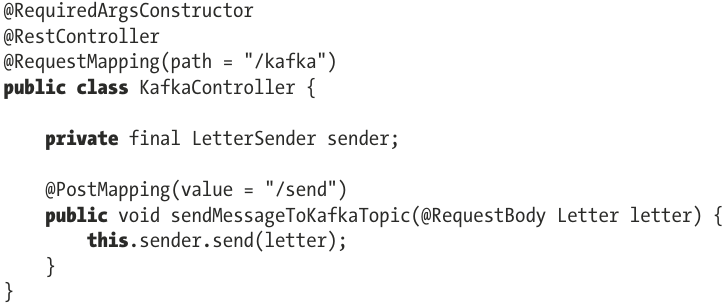 @RequiredArgsConstructor
@RestController
@RequestMapping(path = "/kafka")
public class KafkaController {

    private final LetterSender sender;

    @PostMapping(value = "/send")
    public void sendMessageToKafkaTopic(@RequestBody Letter letter) {
        this.sender.send(letter);
    }
}